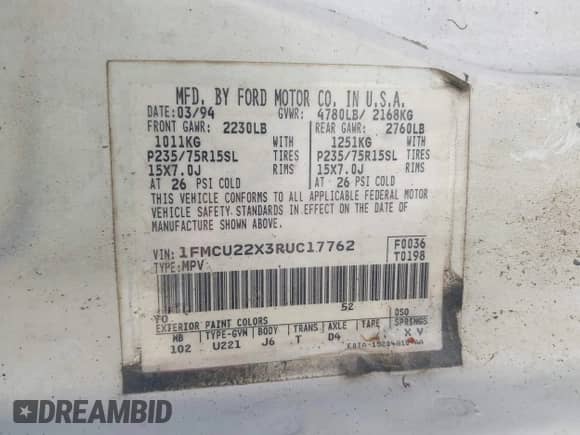 MFD. BY FORD MOTOR CO. IN U.S.A.
DATE: 03/94 GVWR: 4780LB/ 2168KG
FRONT GAWR: 2230LB REAR GAWR: 2760LB
1011KG WITH 1251KG WITH
P235/75R15SL TIRES P235/75R15SL TIRES
15X7.0J RIMS 15X7.0J RIMS
AT 26 PSI COLD AT 26 PSI COLD
THIS VEHICLE CONFORMS TO ALL APPLICABLE FEDERAL MOTOR
VEHICLE SAFETY STANDARDS IN EFFECT ON THE DATE OF
MANUFACTURE SHOWN ABOVE.
VIN: 1FMCU22X3RUC17762 F0036
TYPE: MPV T0198
YO 52
EXTERIOR PAINT COLORS DSO
WB TYPE-GVW BODY TRANS AXLE TAPE SPRINGS
102 U221 J6 T D4 X V
DREAMBID